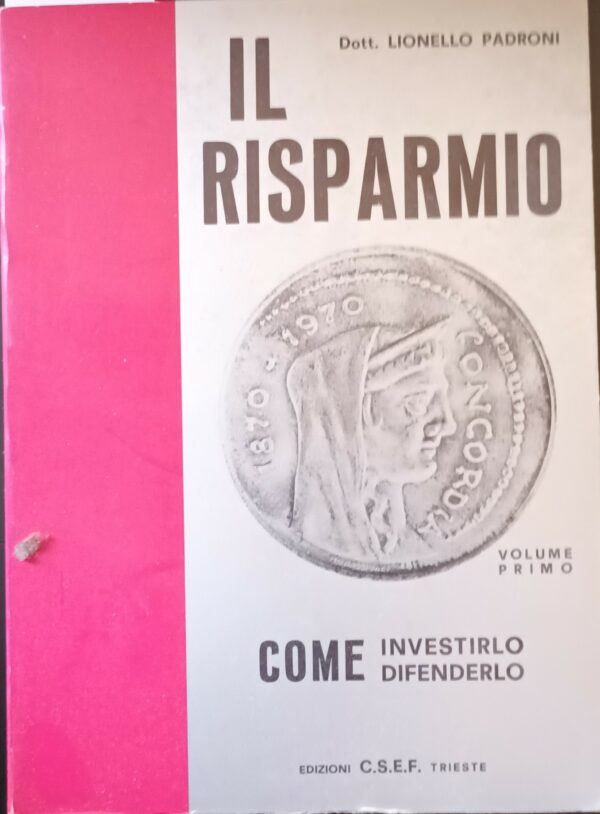 Dott. LIONELLO PADRONI
IL
RISPARMIO
1870 1970
CONCORDIA
VOLUME
PRIMO
COME INVESTIRLO
DIFENDERLO
EDIZIONI C.S.E.F. TRIESTE